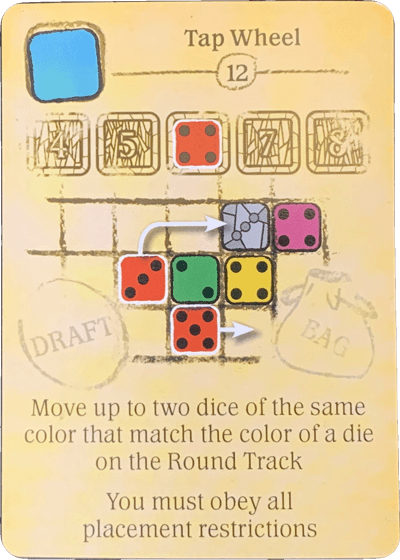 Tap Wheel
12
4 5 7 8
DRAFT
BAG
Move up to two dice of the same
color that match the color of a die
on the Round Track
You must obey all
placement restrictions